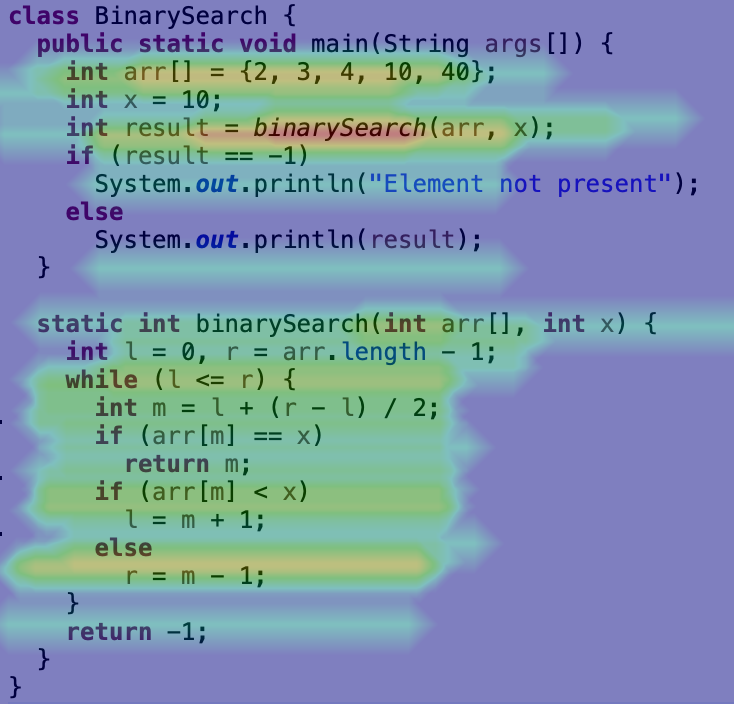 class BinarySearch {
  public static void main(String args[]) {
    int arr[] = {2, 3, 4, 10, 40};
    int x = 10;
    int result = binarySearch(arr, x);
    if (result == -1)
      System.out.println("Element not present");
    else
      System.out.println(result);
  }
  static int binarySearch(int arr[], int x) {
    int l = 0, r = arr.length - 1;
    while (l <= r) {
      int m = l + (r - l) / 2;
      if (arr[m] == x)
        return m;
      if (arr[m] < x)
        l = m + 1;
      else
        r = m - 1;
    }
    return -1;
  }
}